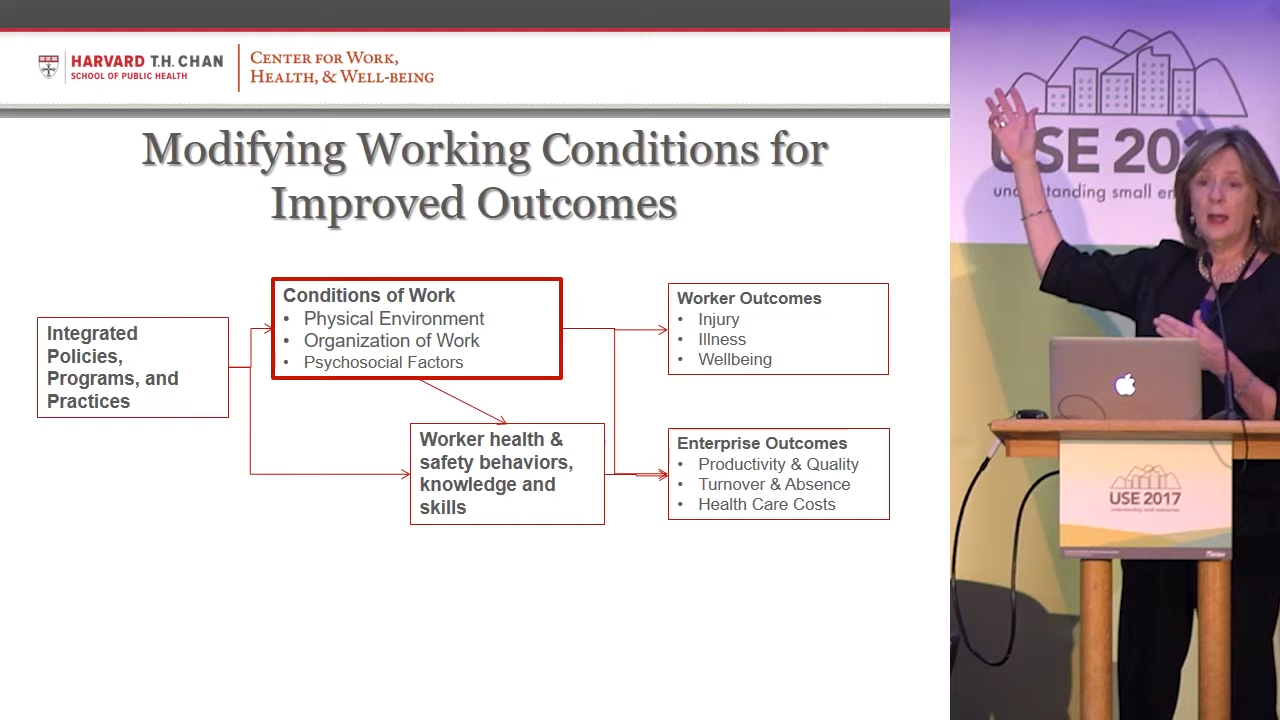 HARVARD T.H. CHAN
SCHOOL OF PUBLIC HEALTH
CENTER FOR WORK,
HEALTH, & WELL-BEING
Modifying Working Conditions for
Improved Outcomes
Integrated
Policies,
Programs, and
Practices
Conditions of Work
• Physical Environment
• Organization of Work
• Psychosocial Factors
Worker health &
safety behaviors,
knowledge and
skills
Worker Outcomes
• Injury
• Illness
• Wellbeing
Enterprise Outcomes
• Productivity & Quality
• Turnover & Absence
• Health Care Costs
USE 20
understanding small en
USE 2017
understanding small enterprises